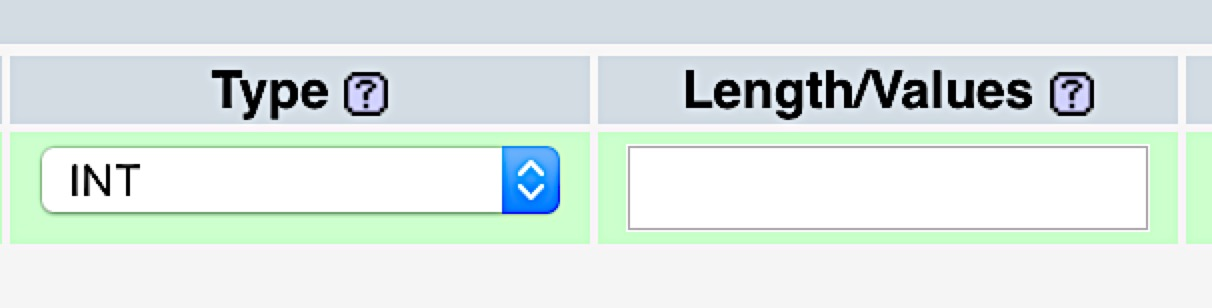 Type ? Length/Values ?
INT